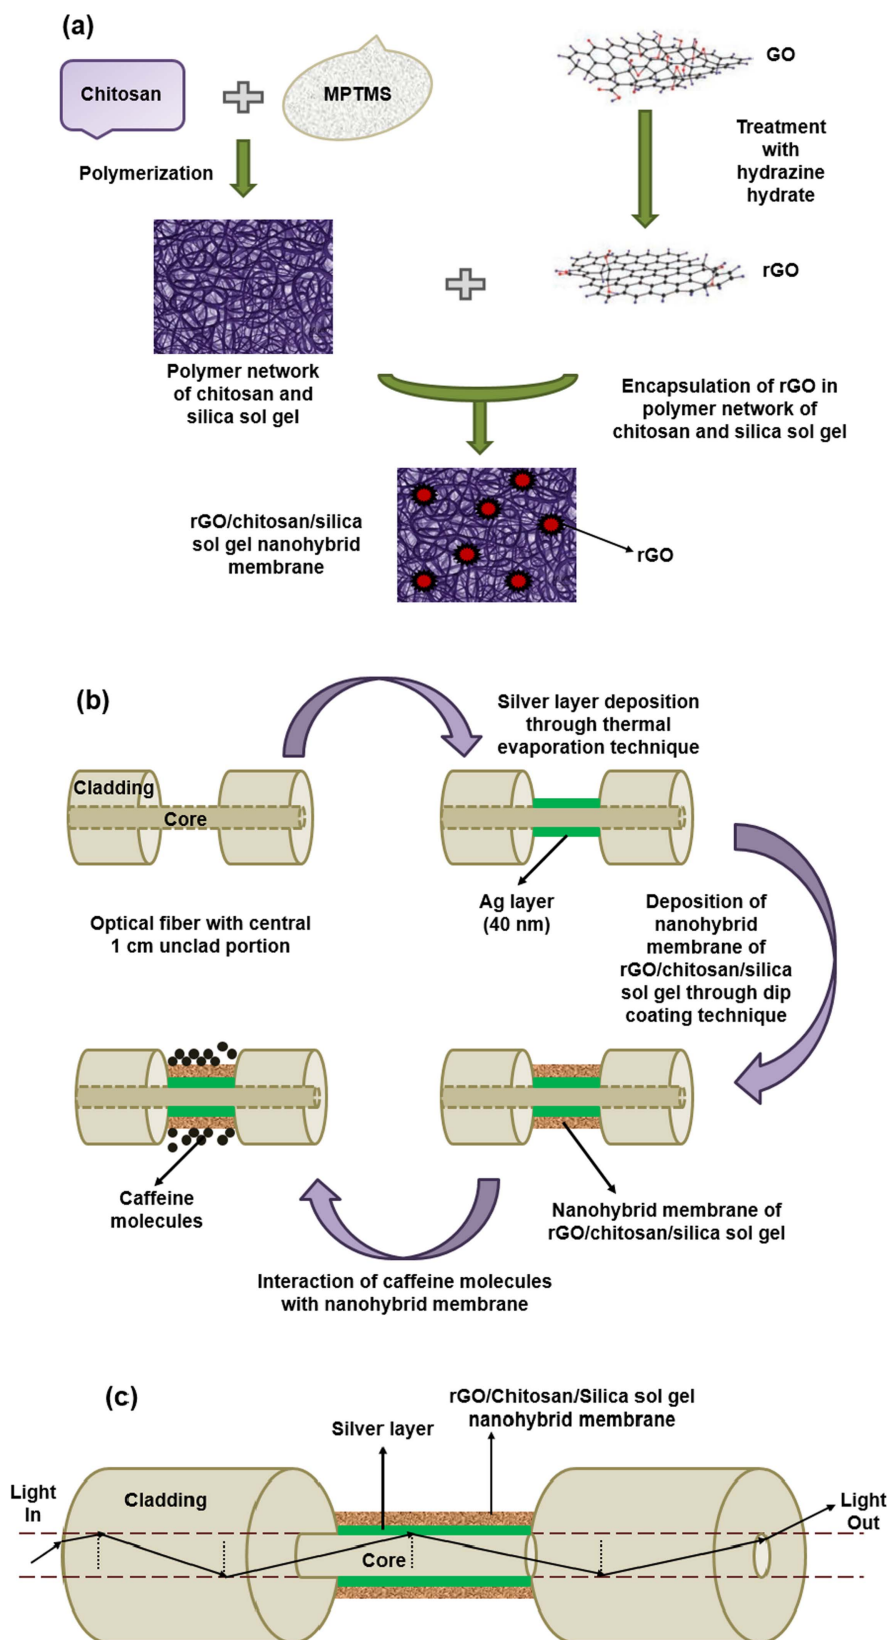 (a)
Chitosan
MPTMS
GO
Polymerization
Treatment
with
hydrazine
hydrate
rGO
Polymer network
of chitosan and
silica sol gel
Encapsulation of rGO in
polymer network of
chitosan and silica sol gel
rGO/chitosan/silica
sol gel nanohybrid
membrane
rGO
(b)
Silver layer deposition
through thermal
evaporation technique
Cladding
Core
Ag layer
(40 nm)
Optical fiber with central
1 cm unclad portion
Deposition of
nanohybrid
membrane of
rGO/chitosan/silica
sol gel through dip
coating technique
Caffeine
molecules
Nanohybrid membrane of
rGO/chitosan/silica sol gel
Interaction of caffeine molecules
with nanohybrid membrane
(c)
rGO/Chitosan/Silica sol gel
nanohybrid membrane
Silver layer
Light
In
Cladding
Core
Light
Out